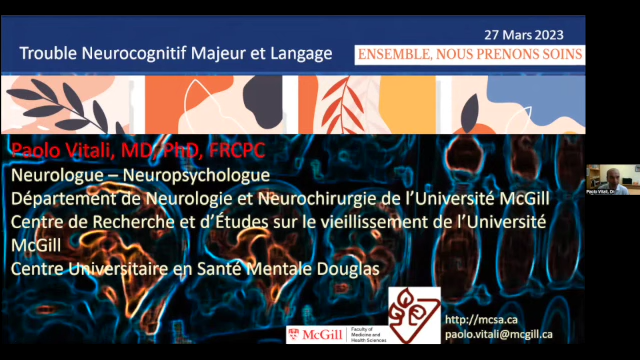 27 Mars 2023
Trouble Neurocognitif Majeur et Langage
ENSEMBLE, NOUS PRENONS SOINS
Paolo Vitali, MD, PhD, FRCPC
Neurologue – Neuropsychologue
Département de Neurologie et Neurochirurgie de l'Université McGill
Centre de Recherche et d'Études sur le vieillissement de l'Université
McGill
Centre Universitaire en Santé Mentale Douglas
McGill
Faculty of
Medicine and
Health Sciences
http://mcsa.ca
paolo.vitali@mcgill.ca
Paolo Vitali, Dr